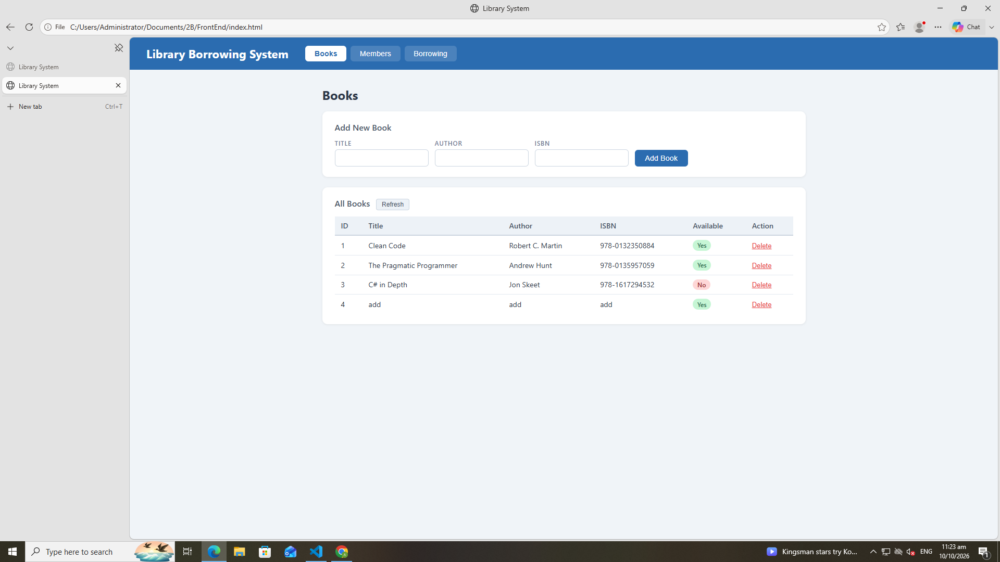 Library System
File C:/Users/Administrator/Documents/2B/FrontEnd/index.html
Chat
Library System
Library System
New tab Ctrl+T
Library Borrowing System Books Members Borrowing
Books
Add New Book
TITLE AUTHOR ISBN
Add Book
All Books Refresh
ID Title Author ISBN Available Action
1 Clean Code Robert C. Martin 978-0132350884 Yes Delete
2 The Pragmatic Programmer Andrew Hunt 978-0135957059 Yes Delete
3 C# in Depth Jon Skeet 978-1617294532 No Delete
4 add add add Yes Delete
Type here to search
Kingsman stars try Ko...
ENG
11:23 am
10/10/2026
1